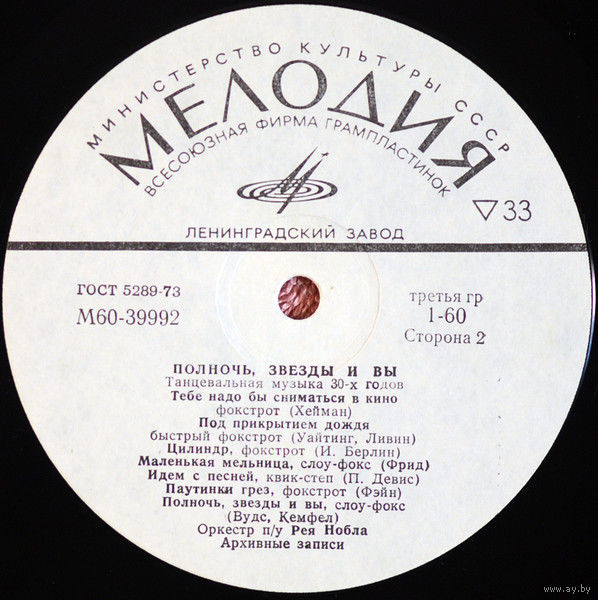 МИНИСТЕРСТВО КУЛЬТУРЫ СССР
МЕЛОДИЯ
ВСЕСОЮЗНАЯ ФИРМА ГРАМПЛАСТИНОК
33
ЛЕНИНГРАДСКИЙ ЗАВОД
ГОСТ 5289-73
М60-39992
третья гр
1-60
Сторона 2
ПОЛНОЧЬ, ЗВЕЗДЫ И ВЫ
Танцевальная музыка 30-х годов
Тебе надо бы сниматься в кино
фокстрот (Хейман)
Под прикрытием дождя
быстрый фокстрот (Уайтинг, Ливин)
Цилиндр, фокстрот (И. Берлин)
Маленькая мельница, слоу-фокс (Фрид)
Идем с песней, квик-степ (П. Девис)
Паутинки грез, фокстрот (Фэйн)
Полночь, звезды и вы, слоу-фокс
(Вудс, Кемфел)
Оркестр п/у Рея Нобла
Архивные записи
www.ay.by